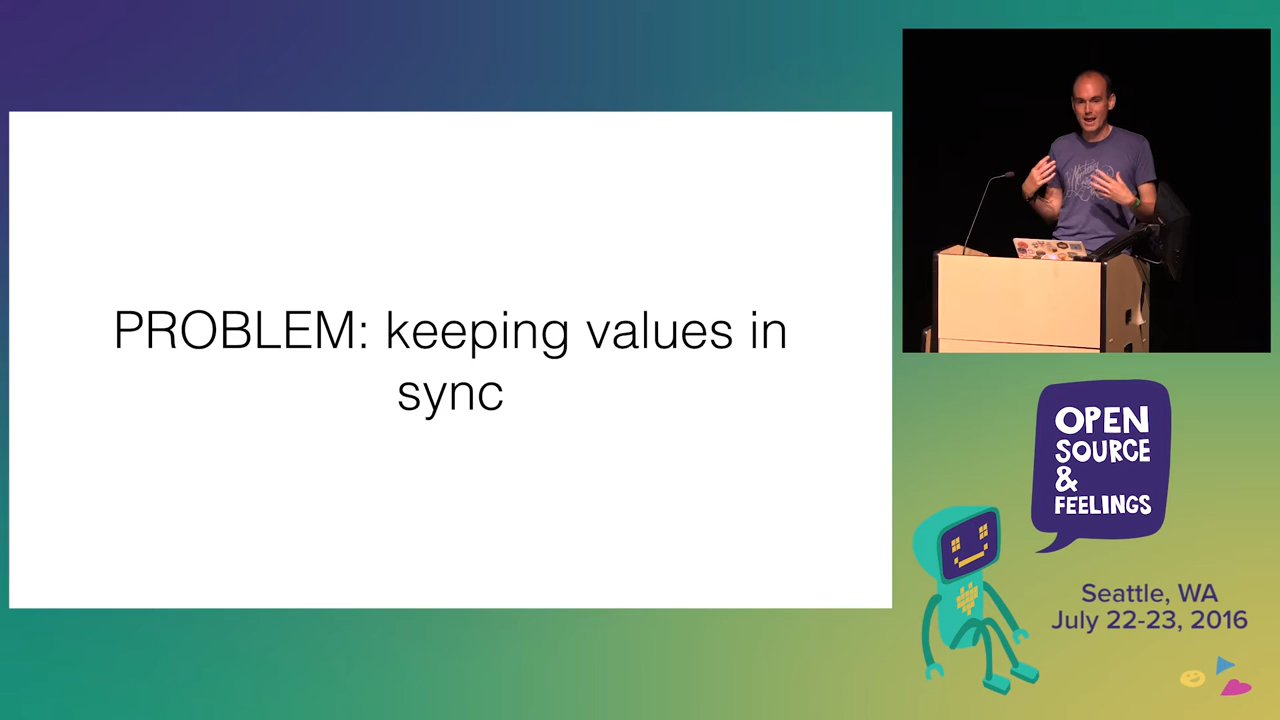 PROBLEM: keeping values in
sync
OPEN
SOURCE
&
FEELINGS
Seattle, WA
July 22-23, 2016